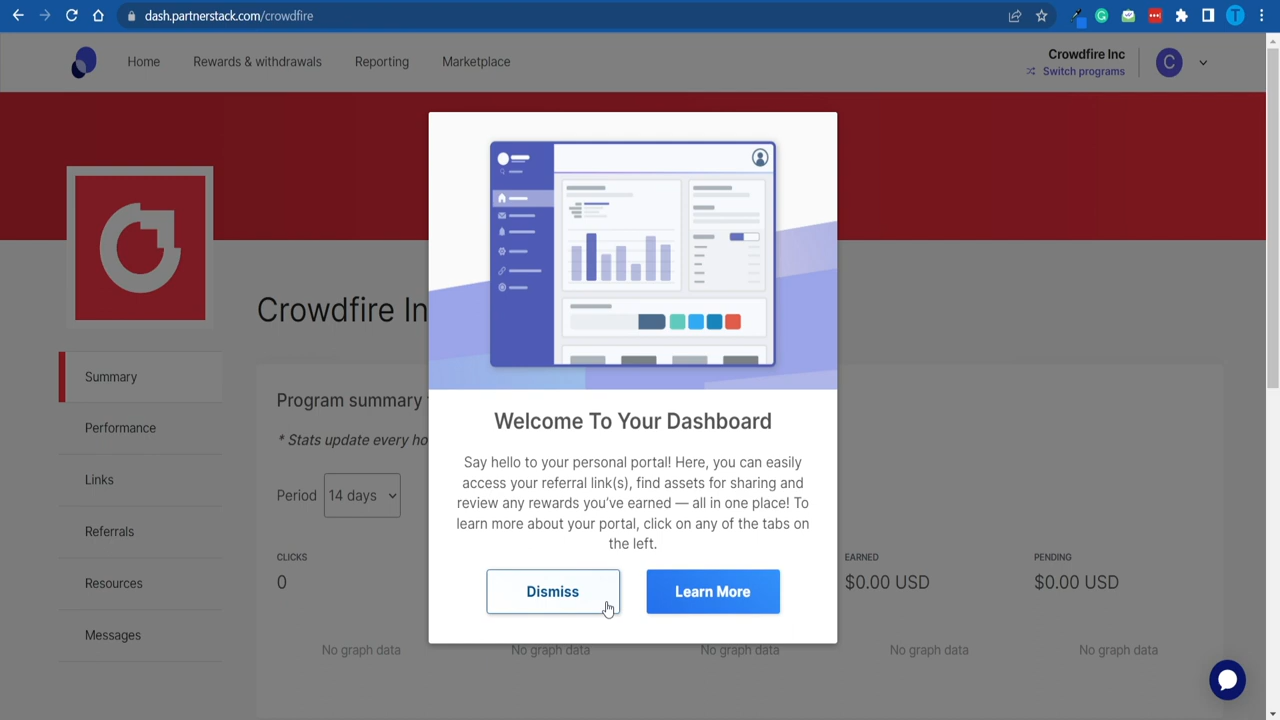 dash.partnerstack.com/crowdfire
T
Home
Rewards & withdrawals
Reporting
Marketplace
Crowdfire Inc
Switch programs
C
Crowdfire In
Summary
Performance
Links
Referrals
Resources
Messages
Program summary
* Stats update every ho
Period
14 days
CLICKS
0
EARNED
$0.00 USD
PENDING
$0.00 USD
No graph data
No graph data
No graph data
No graph data
No graph data
Welcome To Your Dashboard
Say hello to your personal portal! Here, you can easily
access your referral link(s), find assets for sharing and
review any rewards you've earned — all in one place! To
learn more about your portal, click on any of the tabs on
the left.
Dismiss
Learn More